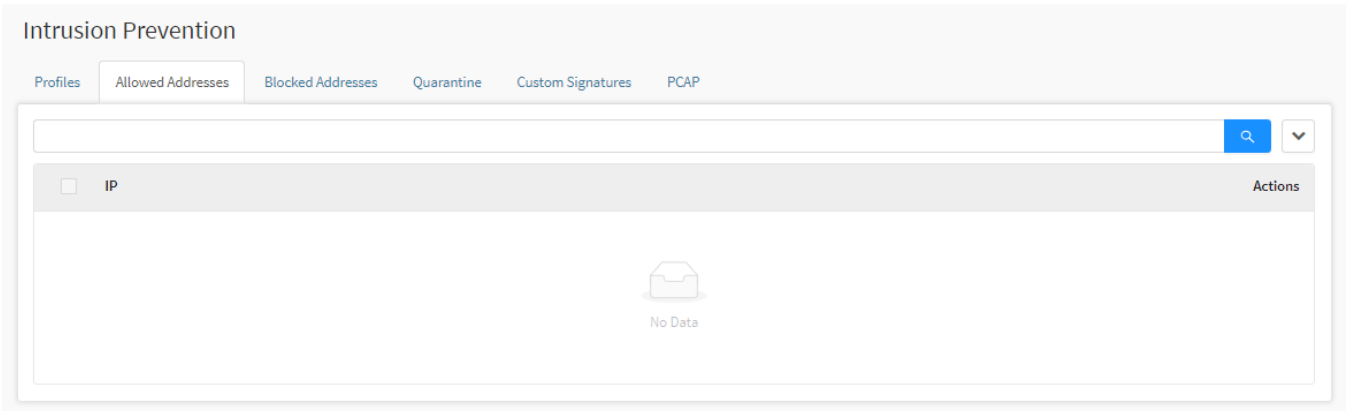 Intrusion Prevention
Profiles Allowed Addresses Blocked Addresses Quarantine Custom Signatures PCAP
IP Actions
No Data